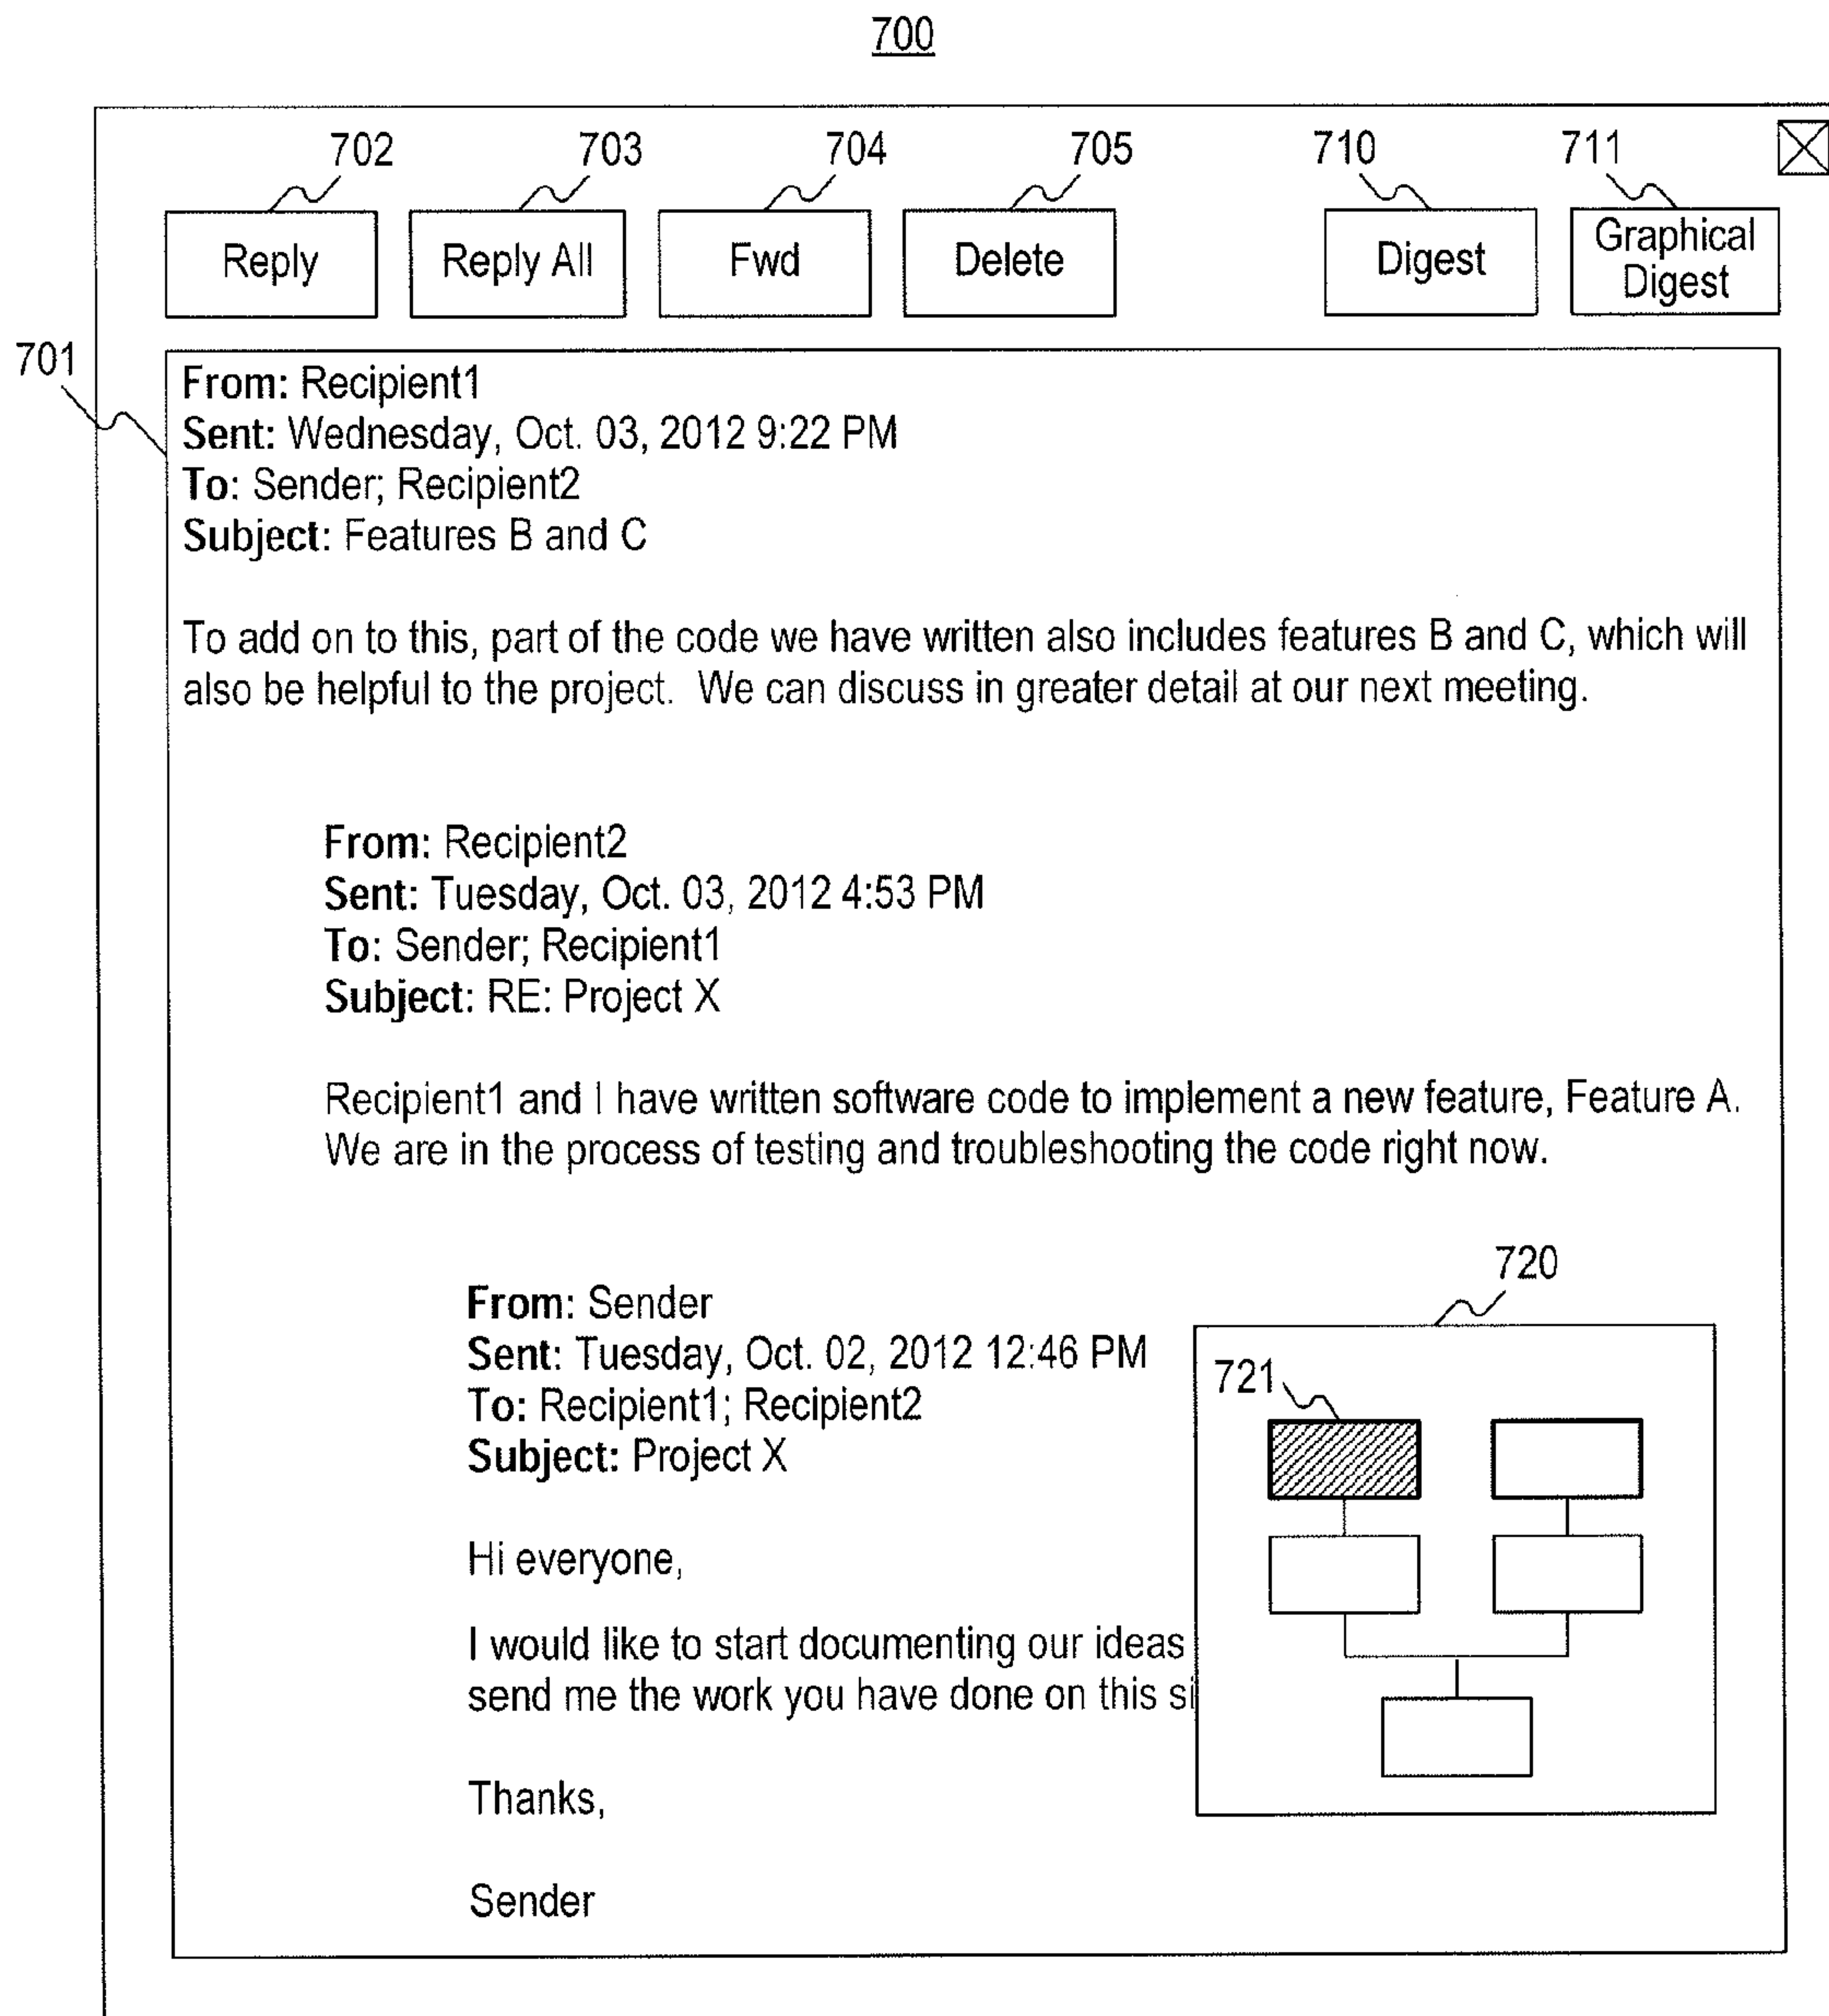 700
702 703 704 705 710 711
Reply Reply All Fwd Delete Digest Graphical
Digest
701
From: Recipient1
Sent: Wednesday, Oct. 03, 2012 9:22 PM
To: Sender; Recipient2
Subject: Features B and C
To add on to this, part of the code we have written also includes features B and C, which will
also be helpful to the project. We can discuss in greater detail at our next meeting.
From: Recipient2
Sent: Tuesday, Oct. 03, 2012 4:53 PM
To: Sender; Recipient1
Subject: RE: Project X
Recipient1 and I have written software code to implement a new feature, Feature A.
We are in the process of testing and troubleshooting the code right now.
720
From: Sender
Sent: Tuesday, Oct. 02, 2012 12:46 PM
721
To: Recipient1; Recipient2
Subject: Project X
Hi everyone,
I would like to start documenting our ideas
send me the work you have done on this si
Thanks,
Sender